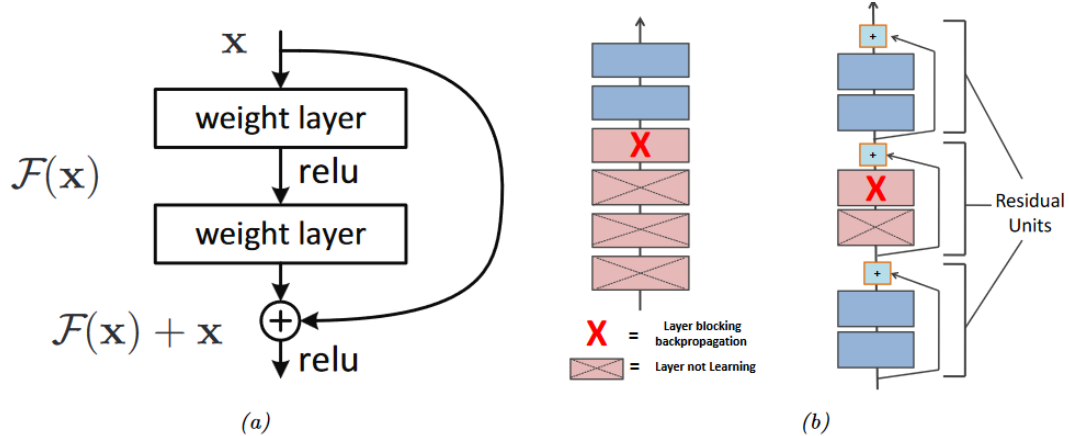 x
weight layer
relu
F(x)
weight layer
F(x) + x
+
relu
(a)
X
X = Layer blocking
backpropagation
= Layer not Learning
+
+
X
+
Residual
Units
(b)